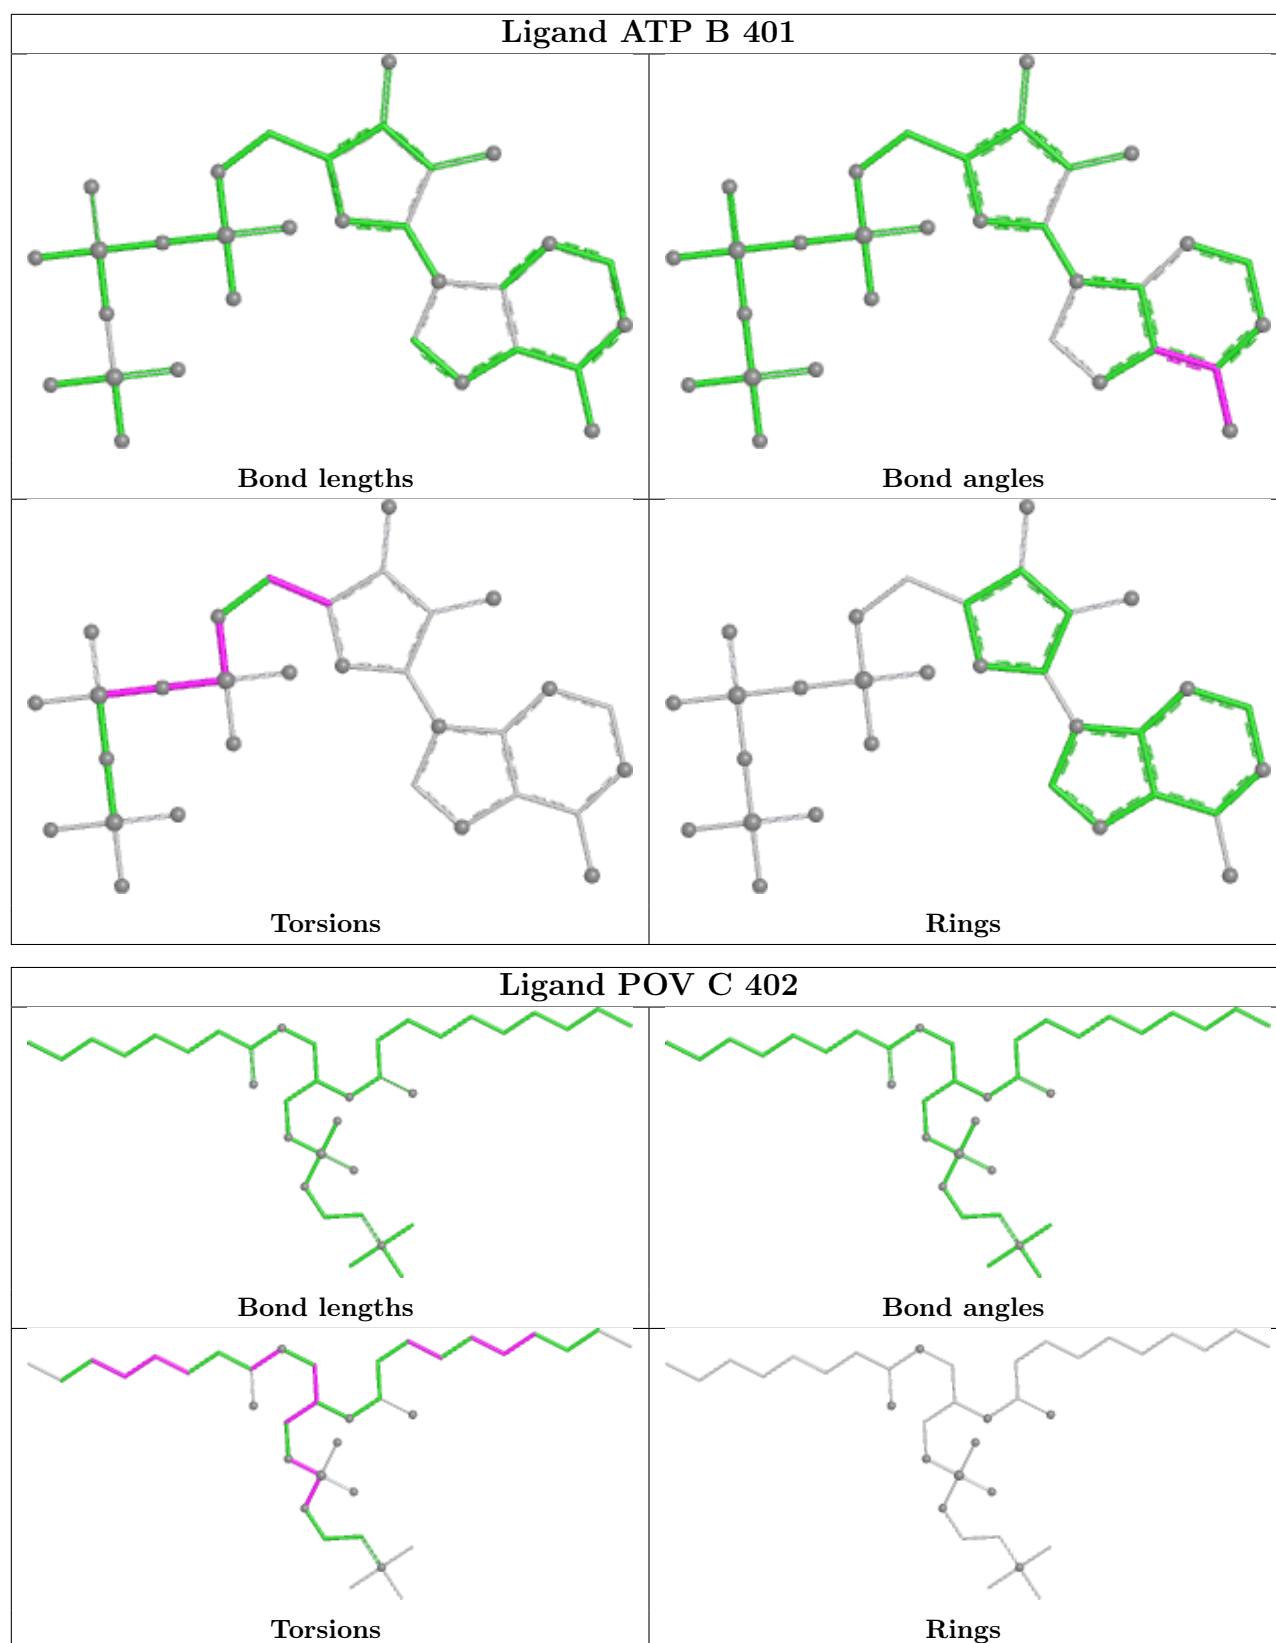 Ligand ATP B 401
Bond lengths
Bond angles
Torsions
Rings
Ligand POV C 402
Bond lengths
Bond angles
Torsions
Rings